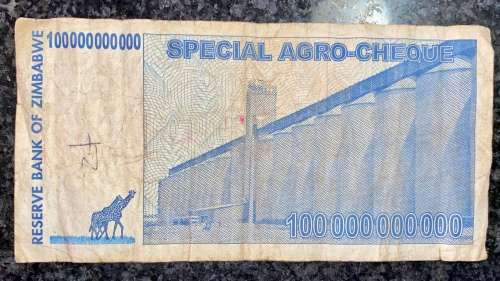 100000000000
SPECIAL AGRO-CHEQUE
RESERVE BANK OF ZIMBABWE
100 000 000 000